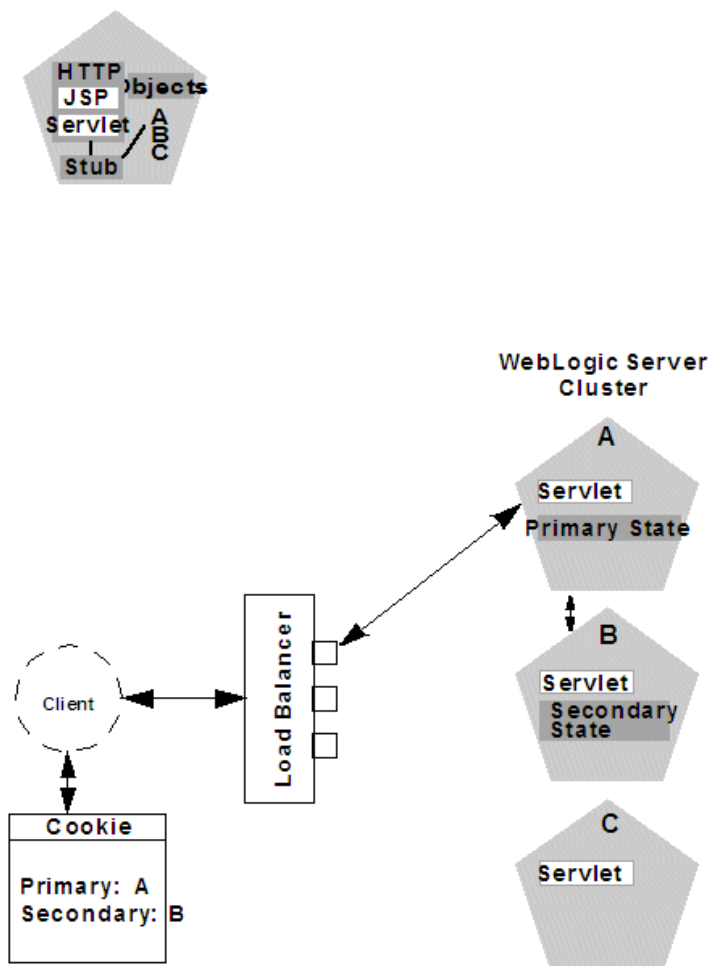 HTTP
Objects
JSP
Servlet
A
B
C
Stub
WebLogic Server
Cluster
A
Servlet
Primary State
B
Servlet
Secondary
State
Load Balancer
Client
C
Servlet
Cookie
Primary: A
Secondary: B